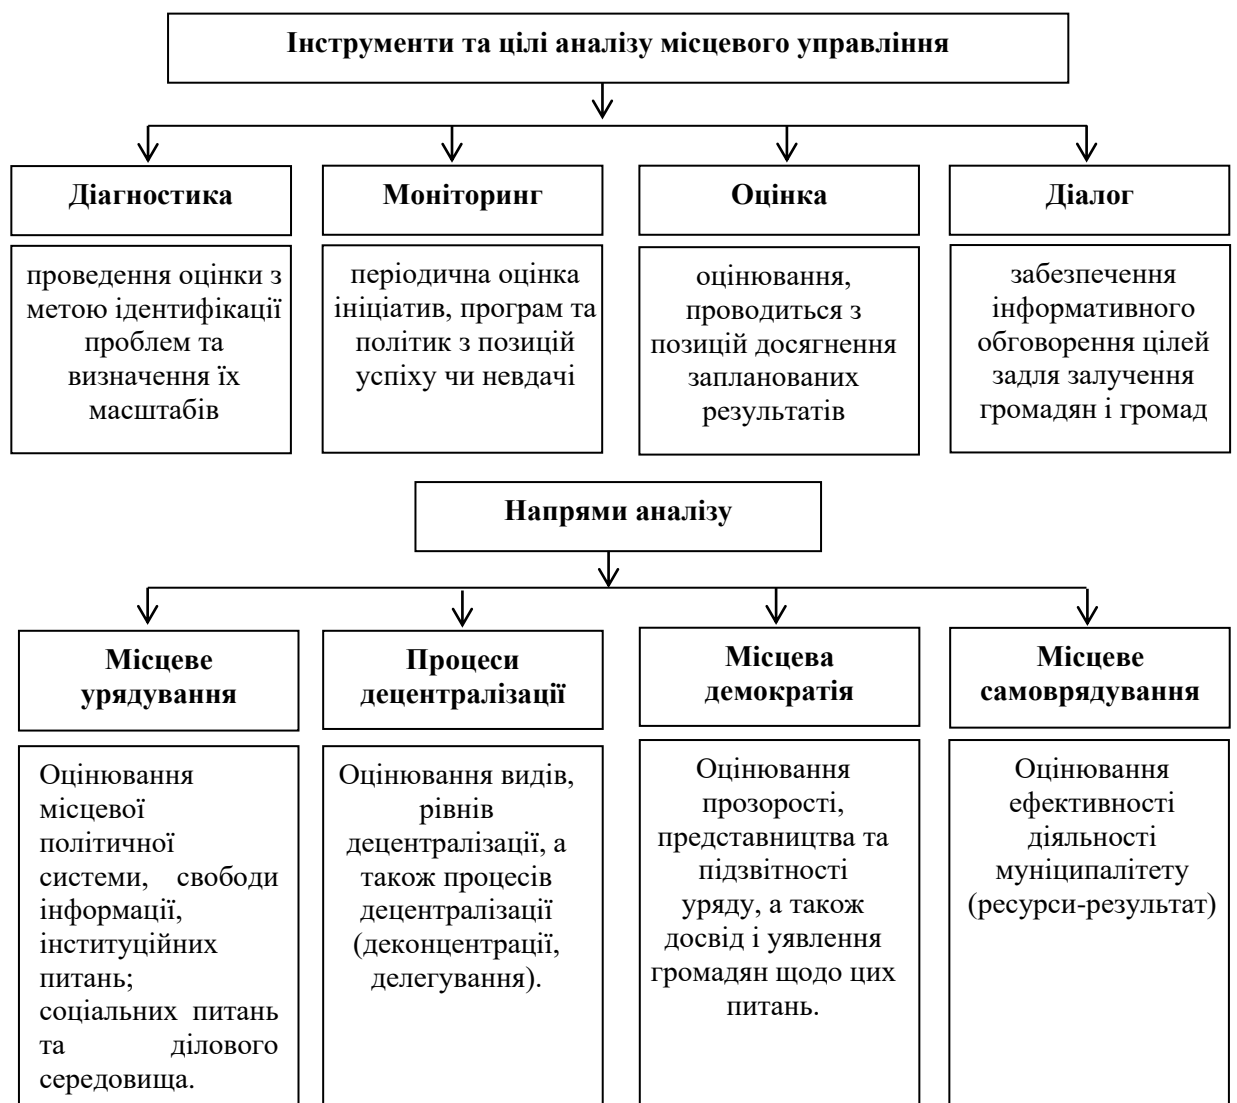 Інструменти та цілі аналізу місцевого управління
Діагностика
проведення оцінки з
метою ідентифікації
проблем та
визначення їх
масштабів
Моніторинг
періодична оцінка
ініціатив, програм та
політик з позицій
успіху чи невдачі
Оцінка
оцінювання,
проводиться з
позицій досягнення
запланованих
результатів
Діалог
забезпечення
інформативного
обговорення цілей
задля залучення
громадян і громад
Напрями аналізу
Місцеве
урядування
Оцінювання
місцевої
політичної
системи, свободи
інформації,
інституційних
питань;
соціальних питань
та ділового
середовища.
Процеси
децентралізації
Оцінювання видів,
рівнів
децентралізації, а
також процесів
децентралізації
(деконцентрації,
делегування).
Місцева
демократія
Оцінювання
прозорості,
представництва та
підзвітності
уряду, а також
досвід і уявлення
громадян щодо цих
питань.
Місцеве
самоврядування
Оцінювання
ефективності
діяльності
муніципалітету
(ресурси-результат)